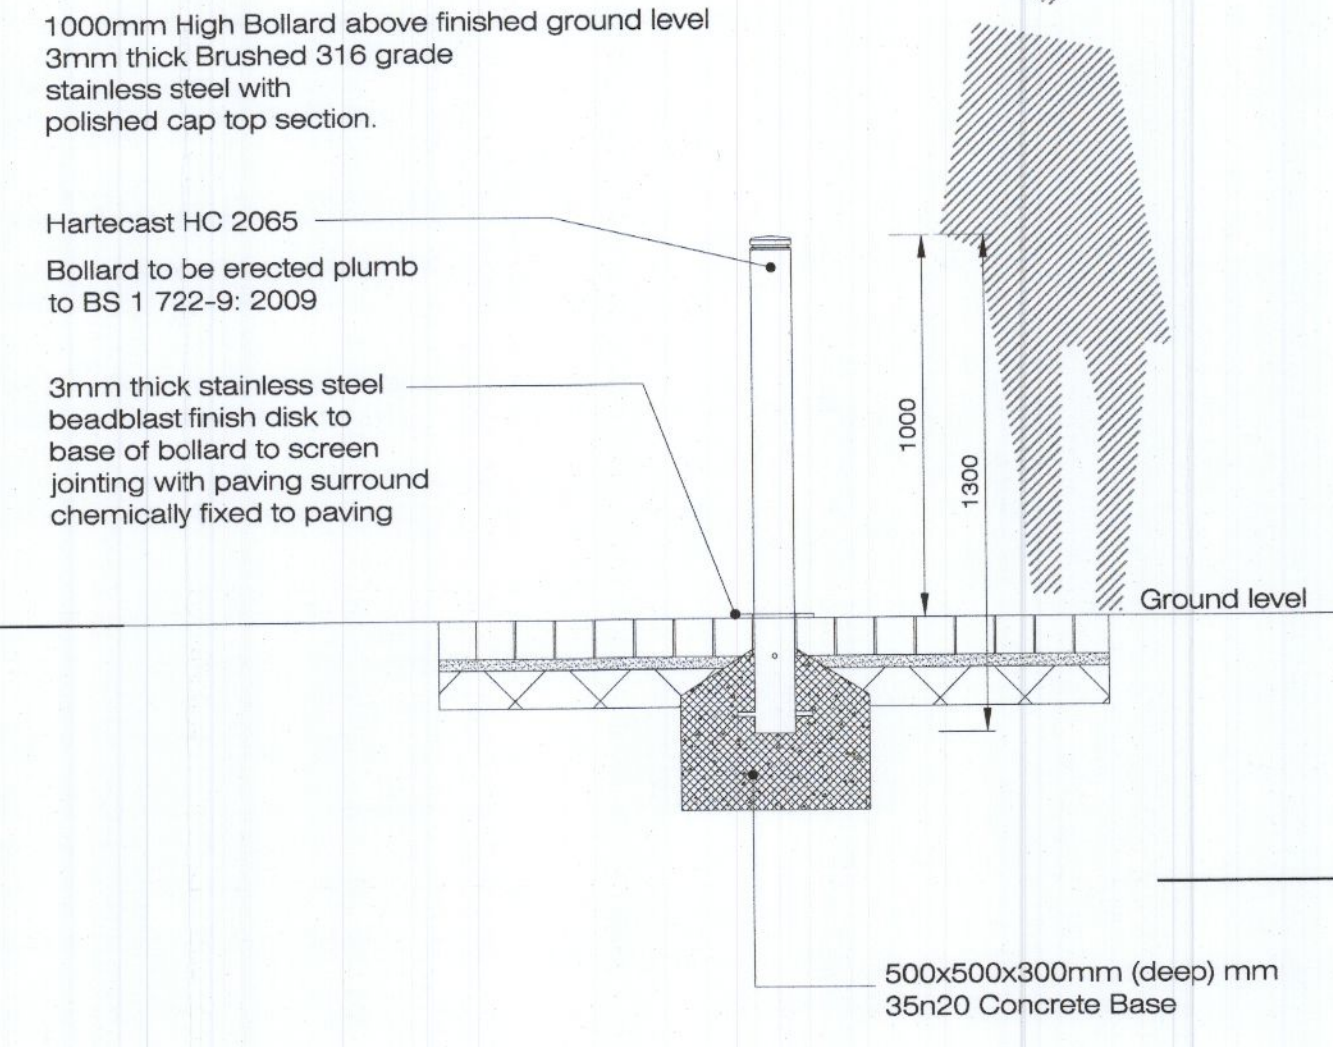 1000mm High Bollard above finished ground level
3mm thick Brushed 316 grade
stainless steel with
polished cap top section.
Hartecast HC 2065
Bollard to be erected plumb
to BS 1 722-9: 2009
3mm thick stainless steel
beadblast finish disk to
base of bollard to screen
jointing with paving surround
chemically fixed to paving
1000
1300
Ground level
500x500x300mm (deep) mm
35n20 Concrete Base